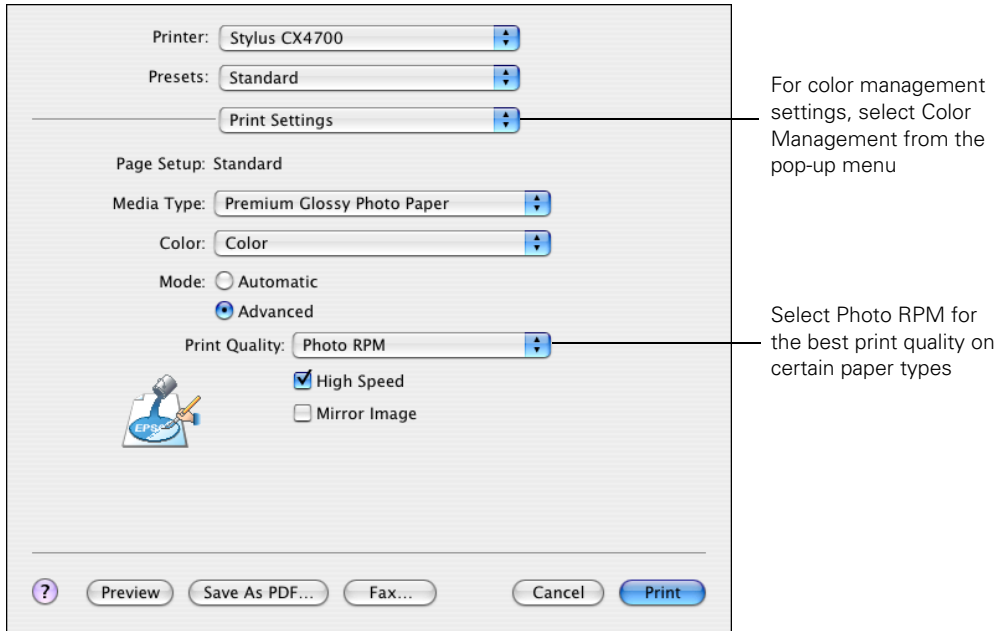 Printer: Stylus CX4700
Presets: Standard
Print Settings
For color management
settings, select Color
Management from the
pop-up menu
Page Setup: Standard
Media Type: Premium Glossy Photo Paper
Color: Color
Mode: Automatic
Advanced
Print Quality: Photo RPM
Select Photo RPM for
the best print quality on
certain paper types
High Speed
Mirror Image
? Preview Save As PDF... Fax... Cancel Print